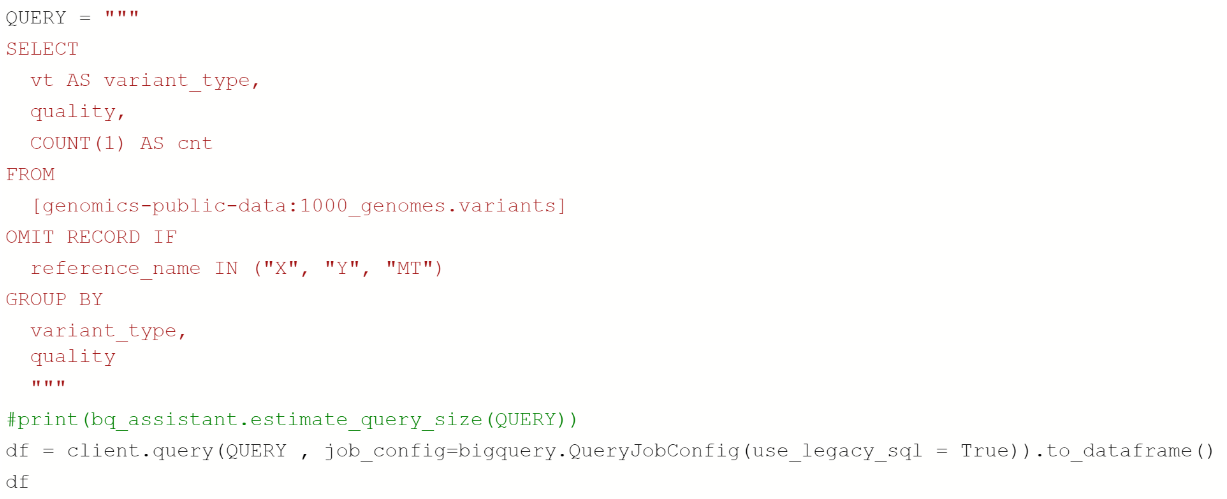 QUERY = """
SELECT
  vt AS variant_type,
  quality,
  COUNT(1) AS cnt
FROM
  [genomics-public-data:1000_genomes.variants]
OMIT RECORD IF
  reference_name IN ("X", "Y", "MT")
GROUP BY
  variant_type,
  quality
  """
#print(bq_assistant.estimate_query_size(QUERY))
df = client.query(QUERY , job_config=bigquery.QueryJobConfig(use_legacy_sql = True)).to_dataframe()
df